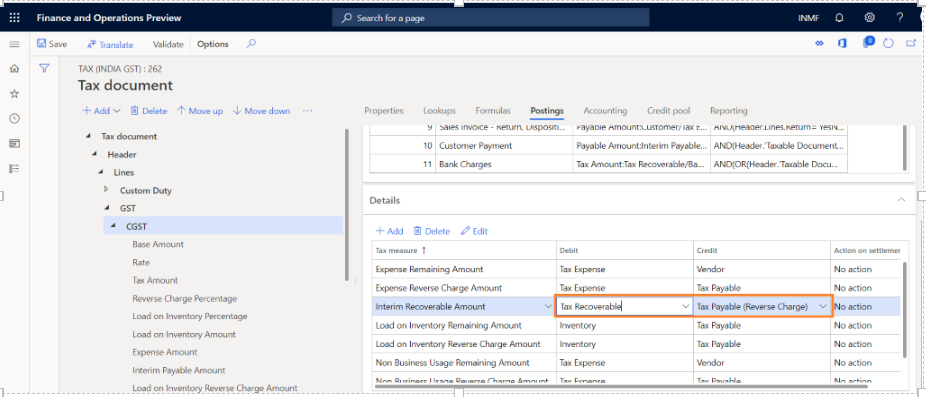 Finance and Operations Preview
Search for a page
INMF
?
Save
Translate
Validate
Options
0
TAX (INDIA GST) : 262
Tax document
+ Add
Delete
Move up
Move down
...
Tax document
Header
Lines
Custom Duty
GST
CGST
Base Amount
Rate
Tax Amount
Reverse Charge Percentage
Load on Inventory Percentage
Load on Inventory Amount
Expense Amount
Interim Payable Amount
Load on Inventory Reverse Charge Amount
Properties
Lookups
Formulas
Postings
Accounting
Credit pool
Reporting
9 Sales Invoice - Return, Dispositi... Payable Amount:Customer/Tax E... AND(Header.Lines.Return= YesN...
10 Customer Payment Payable Amount:Interim Payable... AND(Header.'Taxable Document...
11 Bank Charges Tax Amount:Tax Recoverable/Ba... AND(OR(Header.'Taxable Docu...
Details
+ Add Delete Edit
Tax measure ↑ Debit Credit Action on settlemer
Expense Remaining Amount Tax Expense Vendor No action
Expense Reverse Charge Amount Tax Expense Tax Payable No action
Interim Recoverable Amount Tax Recoverable Tax Payable (Reverse Charge) No action
Load on Inventory Remaining Amount Inventory Tax Payable No action
Load on Inventory Reverse Charge Amount Inventory Tax Payable No action
Non Business Usage Remaining Amount Tax Expense Vendor No action
Non Business Usage Reverse Charge Amount Tax Expense Tax Payable No action